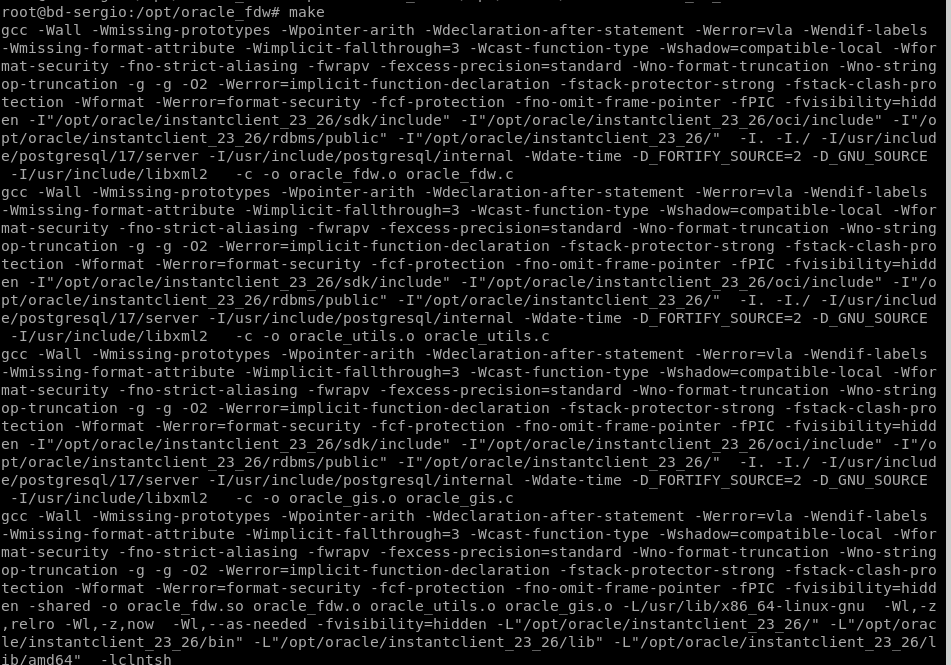 root@bd-sergio:/opt/oracle_fdw# make
gcc -Wall -Wmissing-prototypes -Wpointer-arith -Wdeclaration-after-statement -Werror=vla -Wendif-labels
-Wmissing-format-attribute -Wimplicit-fallthrough=3 -Wcast-function-type -Wshadow=compatible-local -Wfor
mat-security -fno-strict-aliasing -fwrapv -fexcess-precision=standard -Wno-format-truncation -Wno-string
op-truncation -g -g -O2 -Werror=implicit-function-declaration -fstack-protector-strong -fstack-clash-pro
tection -Wformat -Werror=format-security -fcf-protection -fno-omit-frame-pointer -fPIC -fvisibility=hidd
en -I"/opt/oracle/instantclient_23_26/sdk/include" -I"/opt/oracle/instantclient_23_26/oci/include" -I"/o
pt/oracle/instantclient_23_26/rdbms/public" -I"/opt/oracle/instantclient_23_26/"  -I. -I./ -I/usr/includ
e/postgresql/17/server -I/usr/include/postgresql/internal -Wdate-time -D_FORTIFY_SOURCE=2 -D_GNU_SOURCE
 -I/usr/include/libxml2   -c -o oracle_fdw.o oracle_fdw.c
gcc -Wall -Wmissing-prototypes -Wpointer-arith -Wdeclaration-after-statement -Werror=vla -Wendif-labels
-Wmissing-format-attribute -Wimplicit-fallthrough=3 -Wcast-function-type -Wshadow=compatible-local -Wfor
mat-security -fno-strict-aliasing -fwrapv -fexcess-precision=standard -Wno-format-truncation -Wno-string
op-truncation -g -g -O2 -Werror=implicit-function-declaration -fstack-protector-strong -fstack-clash-pro
tection -Wformat -Werror=format-security -fcf-protection -fno-omit-frame-pointer -fPIC -fvisibility=hidd
en -I"/opt/oracle/instantclient_23_26/sdk/include" -I"/opt/oracle/instantclient_23_26/oci/include" -I"/o
pt/oracle/instantclient_23_26/rdbms/public" -I"/opt/oracle/instantclient_23_26/"  -I. -I./ -I/usr/includ
e/postgresql/17/server -I/usr/include/postgresql/internal -Wdate-time -D_FORTIFY_SOURCE=2 -D_GNU_SOURCE
 -I/usr/include/libxml2   -c -o oracle_utils.o oracle_utils.c
gcc -Wall -Wmissing-prototypes -Wpointer-arith -Wdeclaration-after-statement -Werror=vla -Wendif-labels
-Wmissing-format-attribute -Wimplicit-fallthrough=3 -Wcast-function-type -Wshadow=compatible-local -Wfor
mat-security -fno-strict-aliasing -fwrapv -fexcess-precision=standard -Wno-format-truncation -Wno-string
op-truncation -g -g -O2 -Werror=implicit-function-declaration -fstack-protector-strong -fstack-clash-pro
tection -Wformat -Werror=format-security -fcf-protection -fno-omit-frame-pointer -fPIC -fvisibility=hidd
en -I"/opt/oracle/instantclient_23_26/sdk/include" -I"/opt/oracle/instantclient_23_26/oci/include" -I"/o
pt/oracle/instantclient_23_26/rdbms/public" -I"/opt/oracle/instantclient_23_26/"  -I. -I./ -I/usr/includ
e/postgresql/17/server -I/usr/include/postgresql/internal -Wdate-time -D_FORTIFY_SOURCE=2 -D_GNU_SOURCE
 -I/usr/include/libxml2   -c -o oracle_gis.o oracle_gis.c
gcc -Wall -Wmissing-prototypes -Wpointer-arith -Wdeclaration-after-statement -Werror=vla -Wendif-labels
-Wmissing-format-attribute -Wimplicit-fallthrough=3 -Wcast-function-type -Wshadow=compatible-local -Wfor
mat-security -fno-strict-aliasing -fwrapv -fexcess-precision=standard -Wno-format-truncation -Wno-string
op-truncation -g -g -O2 -Werror=implicit-function-declaration -fstack-protector-strong -fstack-clash-pro
tection -Wformat -Werror=format-security -fcf-protection -fno-omit-frame-pointer -fPIC -fvisibility=hidd
en -shared -o oracle_fdw.so oracle_fdw.o oracle_utils.o oracle_gis.o -L/usr/lib/x86_64-linux-gnu  -Wl,-z
,relro -Wl,-z,now  -Wl,--as-needed -fvisibility=hidden -L"/opt/oracle/instantclient_23_26/" -L"/opt/orac
le/instantclient_23_26/bin" -L"/opt/oracle/instantclient_23_26/lib" -L"/opt/oracle/instantclient_23_26/l
ib/amd64"  -lclntsh